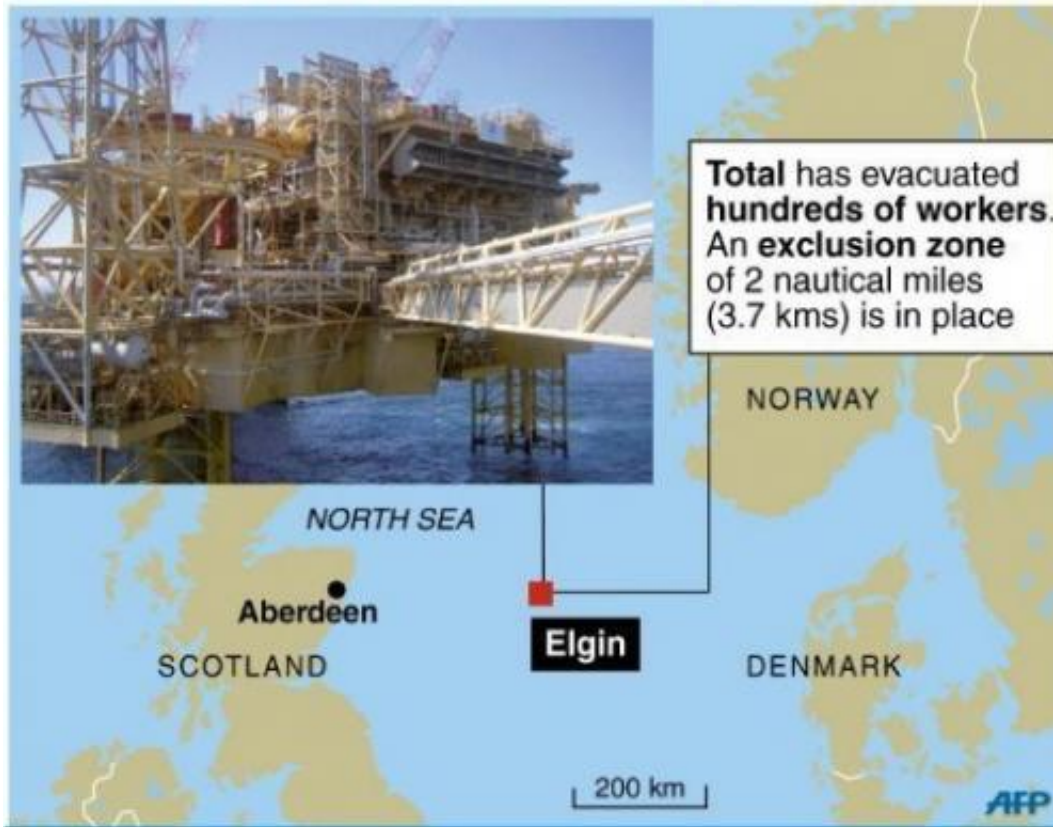 Total has evacuated
hundreds of workers.
An exclusion zone
of 2 nautical miles
(3.7 kms) is in place
NORWAY
NORTH SEA
Aberdeen
Elgin
SCOTLAND
DENMARK
200 km
AFP